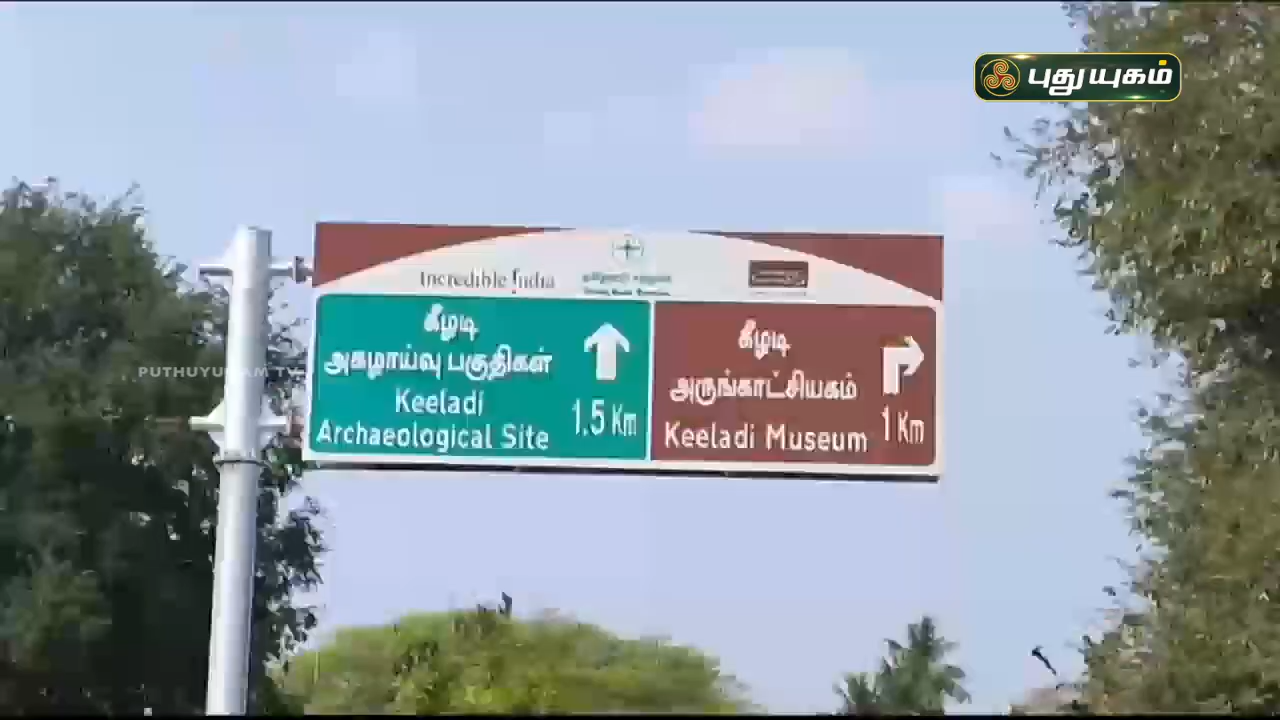 புதுயுகம்
Incredible India
கீழடி
அகழாய்வு பகுதிகள்
Keeladi
Archaeological Site
1.5 Km
கீழடி
அருங்காட்சியகம்
Keeladi Museum
1 Km
PUTHUYUGAM TV